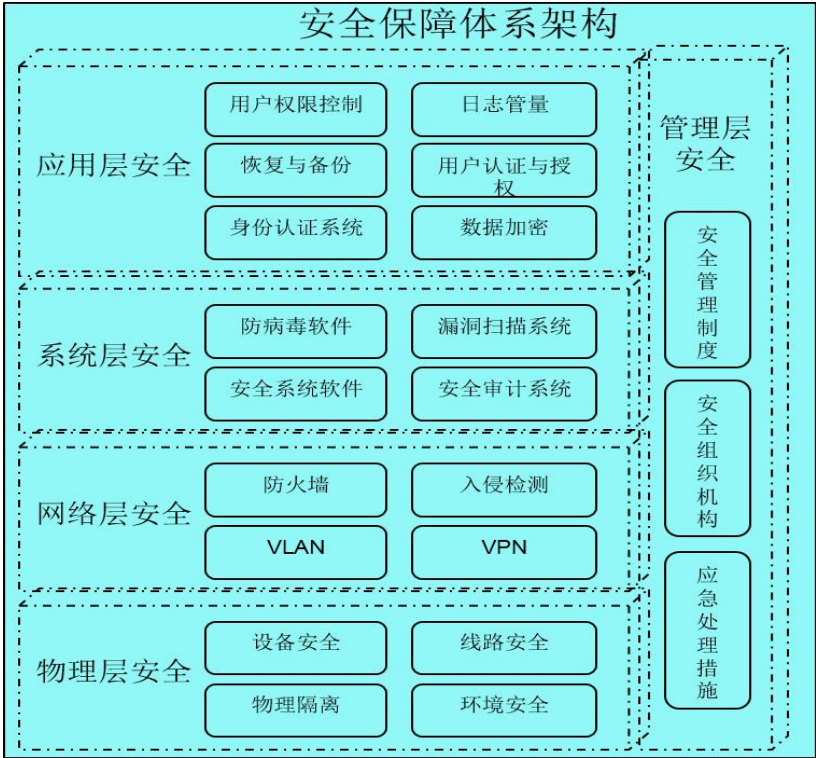 安全保障体系架构
应用层安全
用户权限控制
日志管量
恢复与备份
用户认证与授
权
身份认证系统
数据加密
系统层安全
防病毒软件
漏洞扫描系统
安全系统软件
安全审计系统
网络层安全
防火墙
入侵检测
VLAN
VPN
物理层安全
设备安全
线路安全
物理隔离
环境安全
管理层
安全
安全管理制度
安全组织机构
应急处理措施